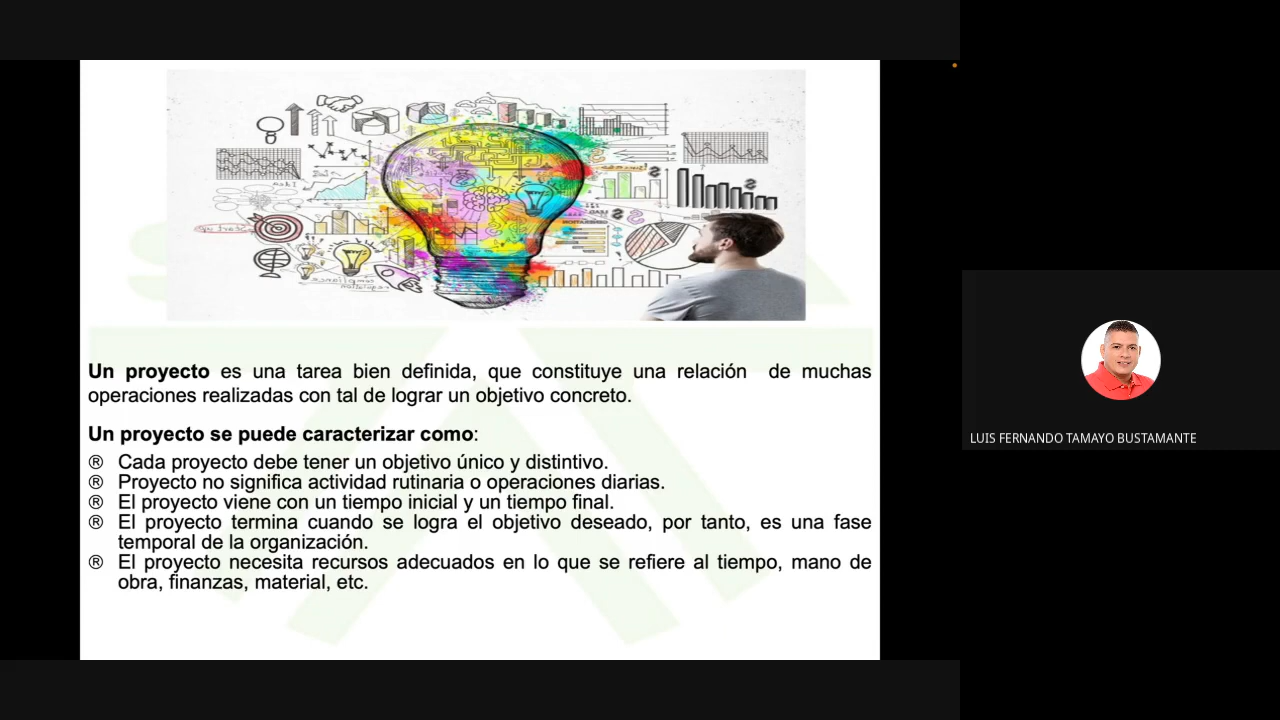 Un proyecto es una tarea bien definida, que constituye una relación de muchas
operaciones realizadas con tal de lograr un objetivo concreto.
Un proyecto se puede caracterizar como:
® Cada proyecto debe tener un objetivo único y distintivo.
® Proyecto no significa actividad rutinaria o operaciones diarias.
® El proyecto viene con un tiempo inicial y un tiempo final.
® El proyecto termina cuando se logra el objetivo deseado, por tanto, es una fase
temporal de la organización.
® El proyecto necesita recursos adecuados en lo que se refiere al tiempo, mano de
obra, finanzas, material, etc.
LUIS FERNANDO TAMAYO BUSTAMANTE